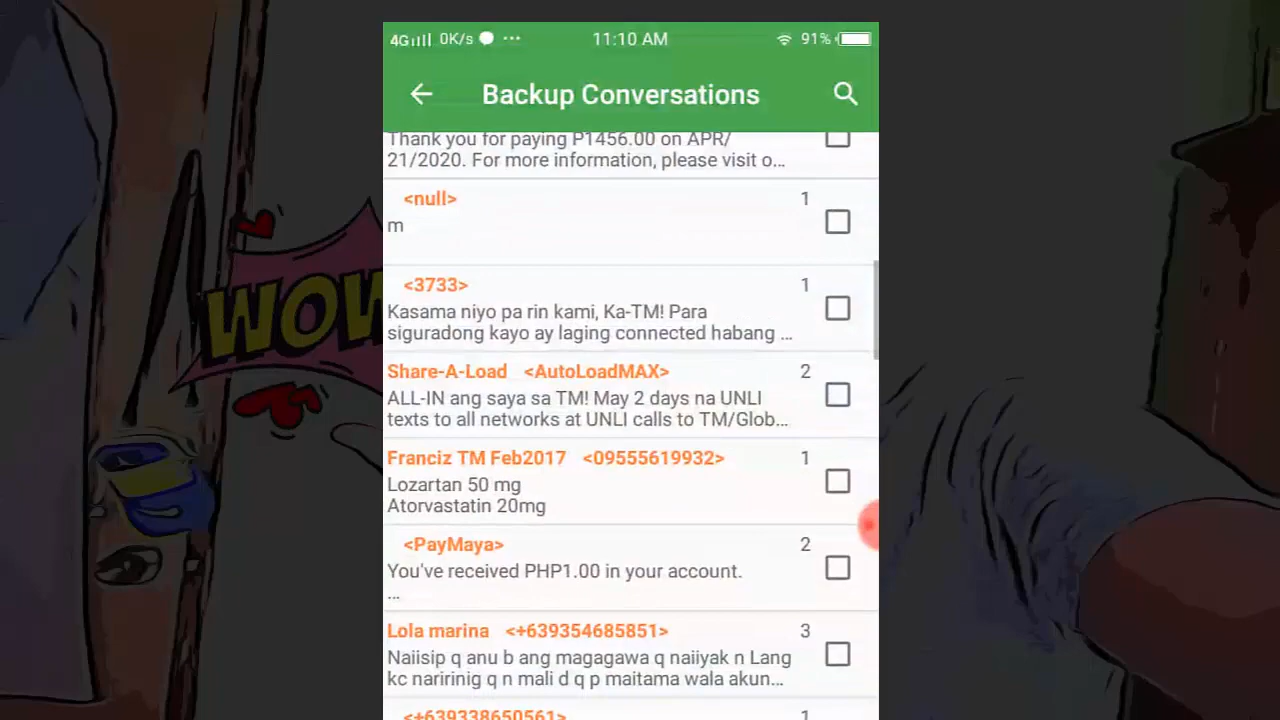 4G 0K/s ... 11:10 AM 91%
Backup Conversations
Thank you for paying P1456.00 on APR/
21/2020. For more information, please visit o...
<null> 1
m
<3733> 1
Kasama niyo pa rin kami, Ka-TM! Para
siguradong kayo ay laging connected habang ...
Share-A-Load <AutoLoadMAX> 2
ALL-IN ang saya sa TM! May 2 days na UNLI
texts to all networks at UNLI calls to TM/Glob...
Franciz TM Feb2017 <09555619932> 1
Lozartan 50 mg
Atorvastatin 20mg
<PayMaya> 2
You've received PHP1.00 in your account.
...
Lola marina <+639354685851> 3
Naiisip q anu b ang magagawa q naiiyak n Lang
kc naririnig q n mali d q p maitama wala akun...
<+639338650561> 1
WOW